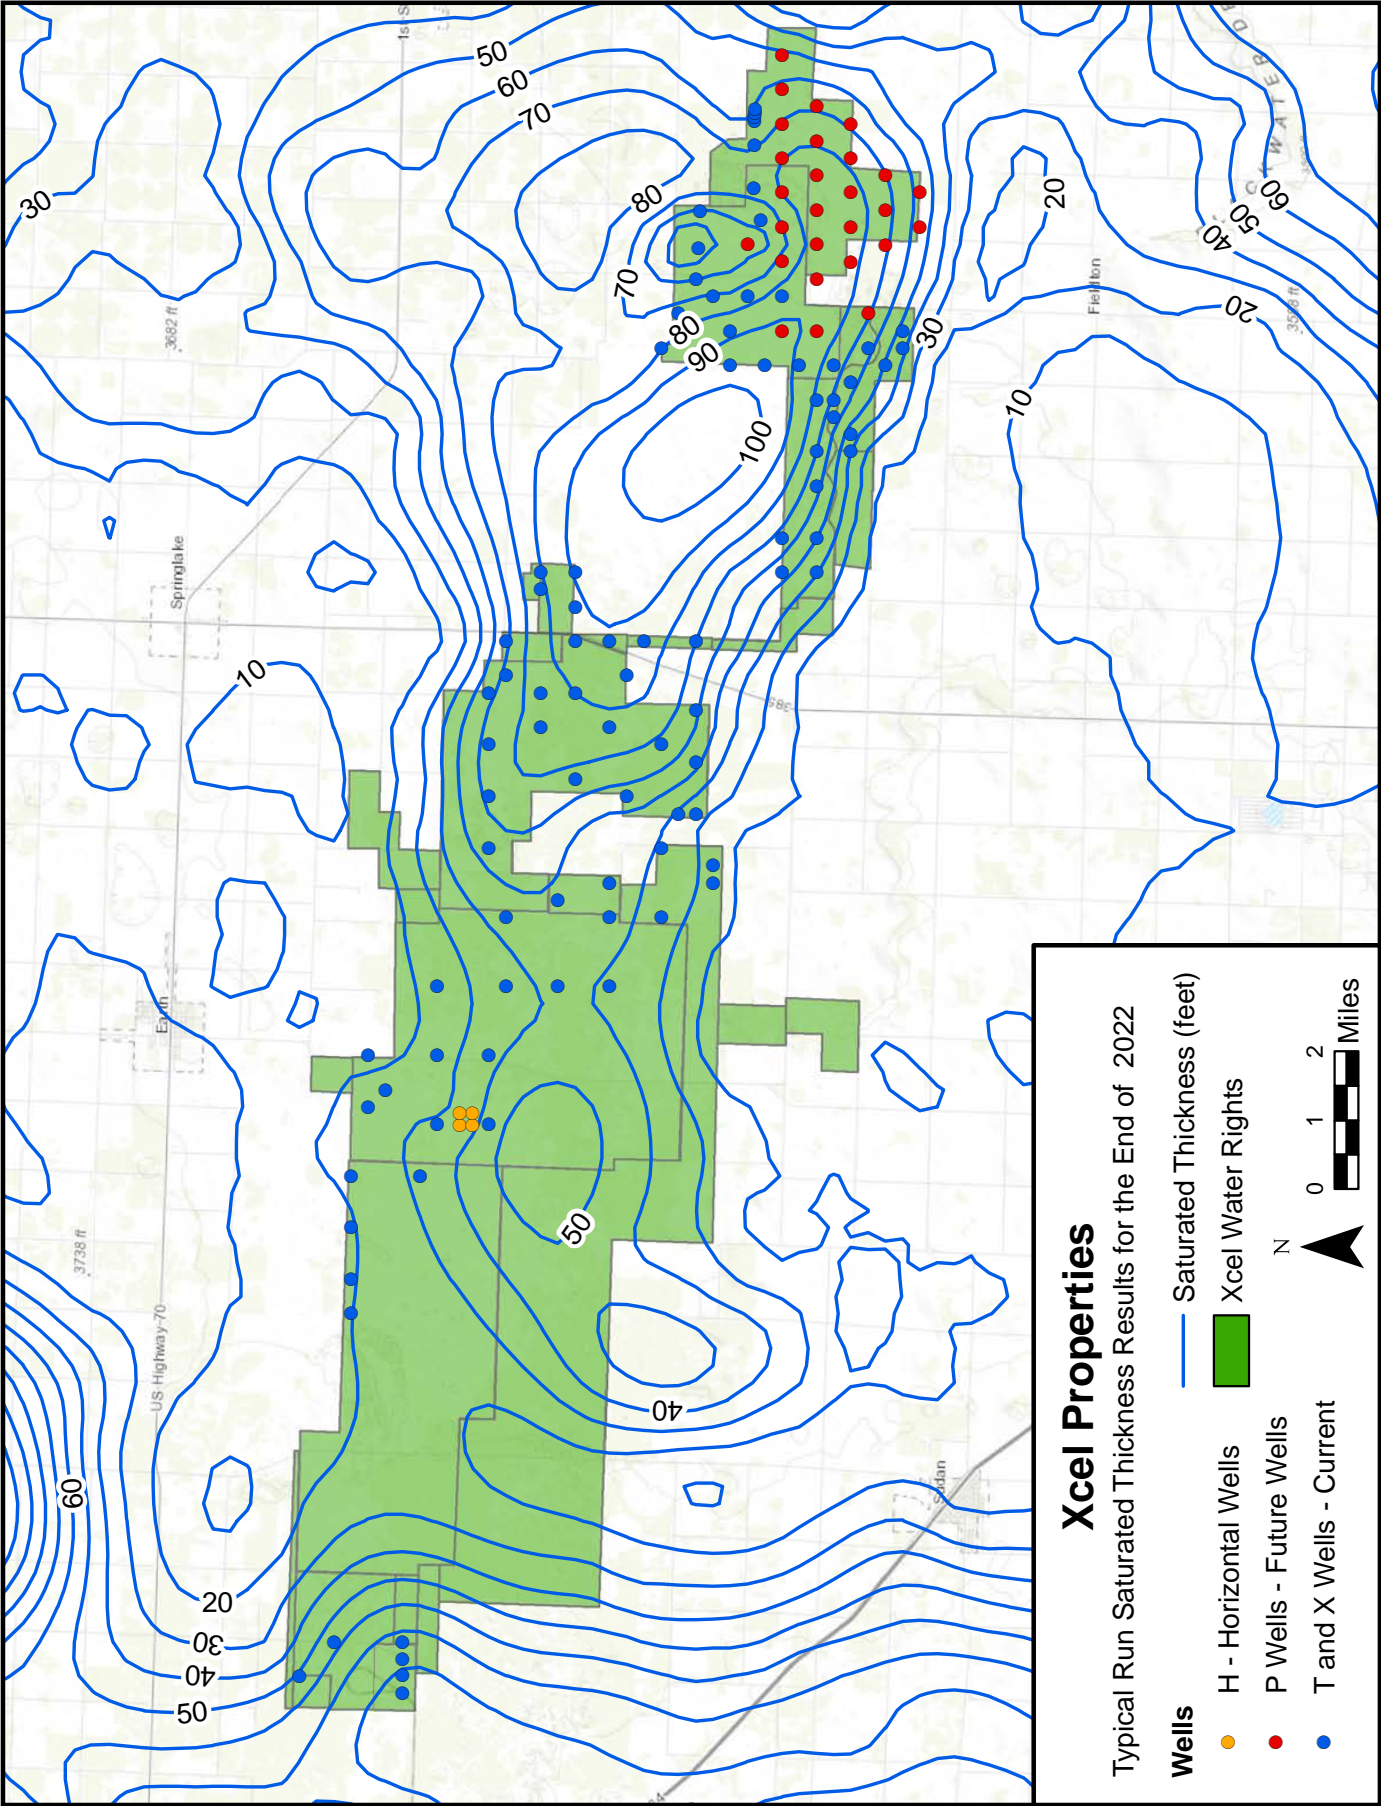 Xcel Properties
Typical Run Saturated Thickness Results for the End of 2022
Wells
H - Horizontal Wells
P Wells - Future Wells
T and X Wells - Current
Saturated Thickness (feet)
Xcel Water Rights
N
0 1 2
Miles
US Highway-70
3738 ft
Earth
Springlake
3682 ft
1st-S
385
Sudan
Fieldton
20
30
40
50
60
50
40
10
30
50
60
70
80
70
80
90
100
30
20
10
20
40
50
60